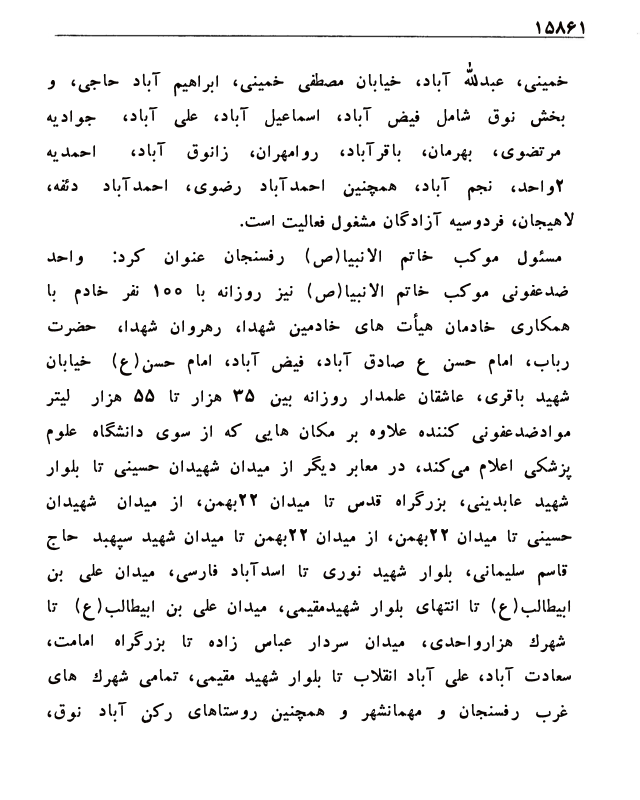 ۱۵۸۶۱
خمینی، عبدالله آباد، خیابان مصطفی خمینی، ابراهیم آباد حاجی، و
بخش نوق شامل فیض آباد، اسماعیل آباد، علی آباد، جوادیه
مرتضوی، بهرمان، باقرآباد، روامهران، زانوق آباد، احمدیه
۲واحد، نجم آباد، همچنین احمدآباد رضوی، احمدآباد دئفه،
لاهیجان، فردوسیه آزادگان مشغول فعالیت است.
مسئول موکب خاتم الانبیا(ص) رفسنجان عنوان کرد: واحد
ضدعفونی موکب خاتم الانبیا(ص) نیز روزانه با ۱۰۰ نفر خادم با
همکاری خادمان هیأت های خادمین شهدا، رهروان شهدا، حضرت
رباب، امام حسن ع صادق آباد، فیض آباد، امام حسن(ع) خیابان
شهید باقری، عاشقان علمدار روزانه بین ۳۵ هزار تا ۵۵ هزار لیتر
موادضدعفونی کننده علاوه بر مکان هایی که از سوی دانشگاه علوم
پزشکی اعلام می‌کند، در معابر دیگر از میدان شهیدان حسینی تا بلوار
شهید عابدینی، بزرگراه قدس تا میدان ۲۲بهمن، از میدان شهیدان
حسینی تا میدان ۲۲بهمن، از میدان ۲۲بهمن تا میدان شهید سپهبد حاج
قاسم سلیمانی، بلوار شهید نوری تا اسدآباد فارسی، میدان علی بن
ابیطالب(ع) تا انتهای بلوار شهیدمقیمی، میدان علی بن ابیطالب(ع) تا
شهرك هزارواحدی، میدان سردار عباس زاده تا بزرگراه امامت،
سعادت آباد، علی آباد انقلاب تا بلوار شهید مقیمی، تمامی شهرك های
غرب رفسنجان و مهمانشهر و همچنین روستاهای رکن آباد نوق،